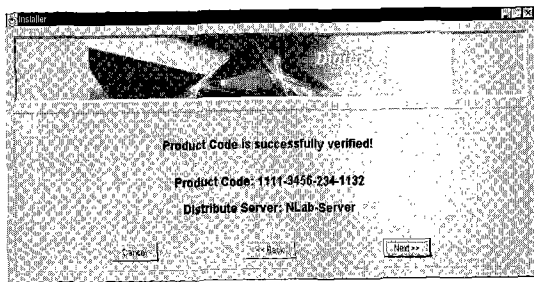 Installer
Product Code is successfully verified!
Product Code: 1111-3456-234-1132
Distribute Server: NLab-Server
Cancel
<< Back
Next >>